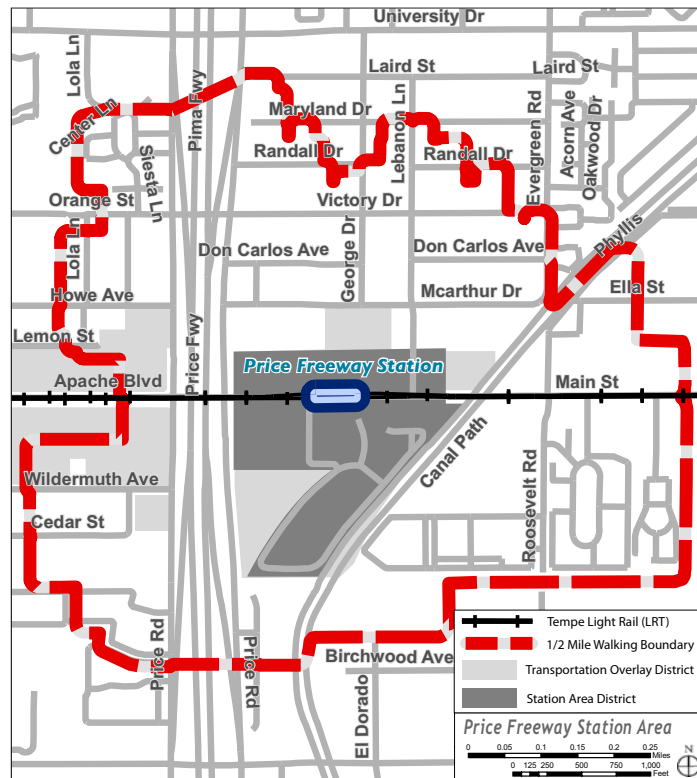 University Dr
Lola Ln
Pima Fwy
Laird St
Laird St
Center Ln
Maryland Dr
Lebanon Ln
Evergreen Rd
Acorn Ave
Oakwood Dr
Siesta Ln
Randall Dr
Randall Dr
Orange St
Victory Dr
Lola Ln
Don Carlos Ave
George Dr
Don Carlos Ave
Phyllis
Howe Ave
Mcarthur Dr
Ella St
Lemon St
Price Fwy
Price Freeway Station
Apache Blvd
Main St
Canal Path
Wildermuth Ave
Roosevelt Rd
Cedar St
Price Rd
Price Rd
Birchwood Ave
El Dorado
Tempe Light Rail (LRT)
1/2 Mile Walking Boundary
Transportation Overlay District
Station Area District
Price Freeway Station Area
0 0.05 0.1 0.15 0.2 0.25
Miles
0 125 250 500 750 1,000
Feet
N